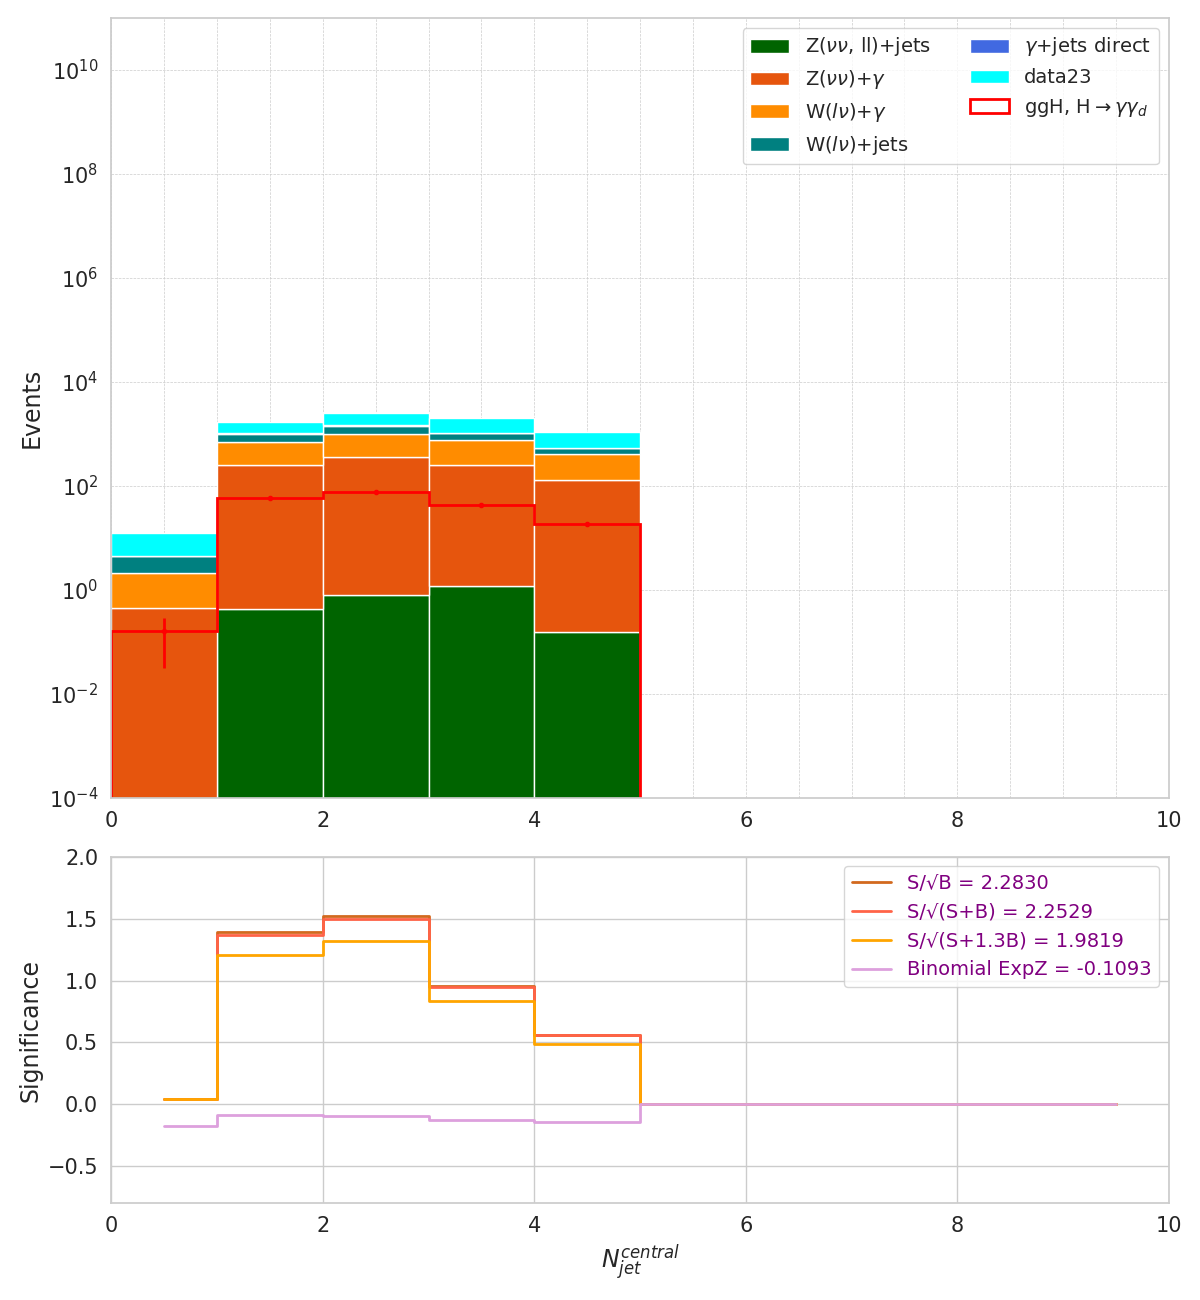 Z(νν, ll)+jets
Z(νν)+γ
W(lν)+γ
W(lν)+jets
γ+jets direct
data23
ggH, H→γγ_d
10^10
10^8
10^6
10^4
10^2
10^0
10^−2
10^−4
Events
0 2 4 6 8 10
S/√B = 2.2830
S/√(S+B) = 2.2529
S/√(S+1.3B) = 1.9819
Binomial ExpZ = -0.1093
2.0
1.5
1.0
0.5
0.0
−0.5
Significance
0 2 4 6 8 10
N_jet^central